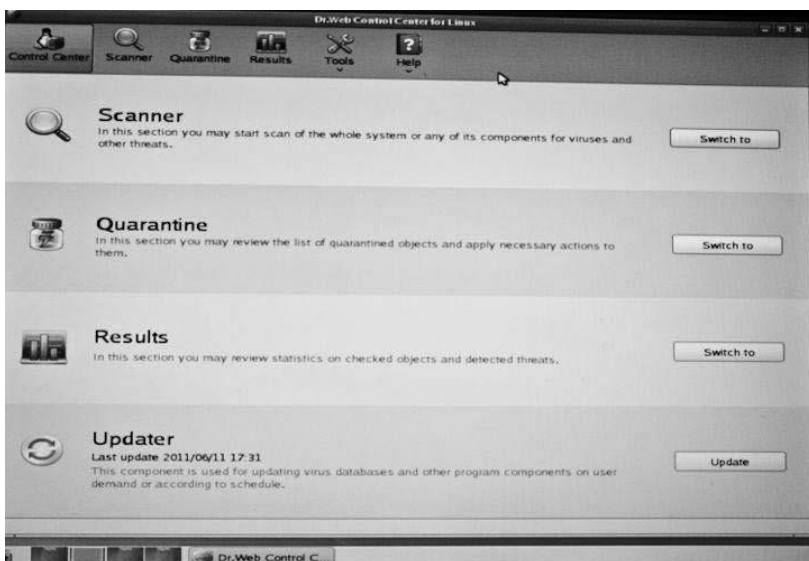 Dr.Web Control Center for Linux
Control Center Scanner Quarantine Results Tools Help
Scanner
In this section you may start scan of the whole system or any of its components for viruses and
other threats.
Switch to
Quarantine
In this section you may review the list of quarantined objects and apply necessary actions to
them.
Switch to
Results
In this section you may review statistics on checked objects and detected threats.
Switch to
Updater
Last update 2011/06/11 17:31
This component is used for updating virus databases and other program components on user
demand or according to schedule.
Update
Dr.Web Control C